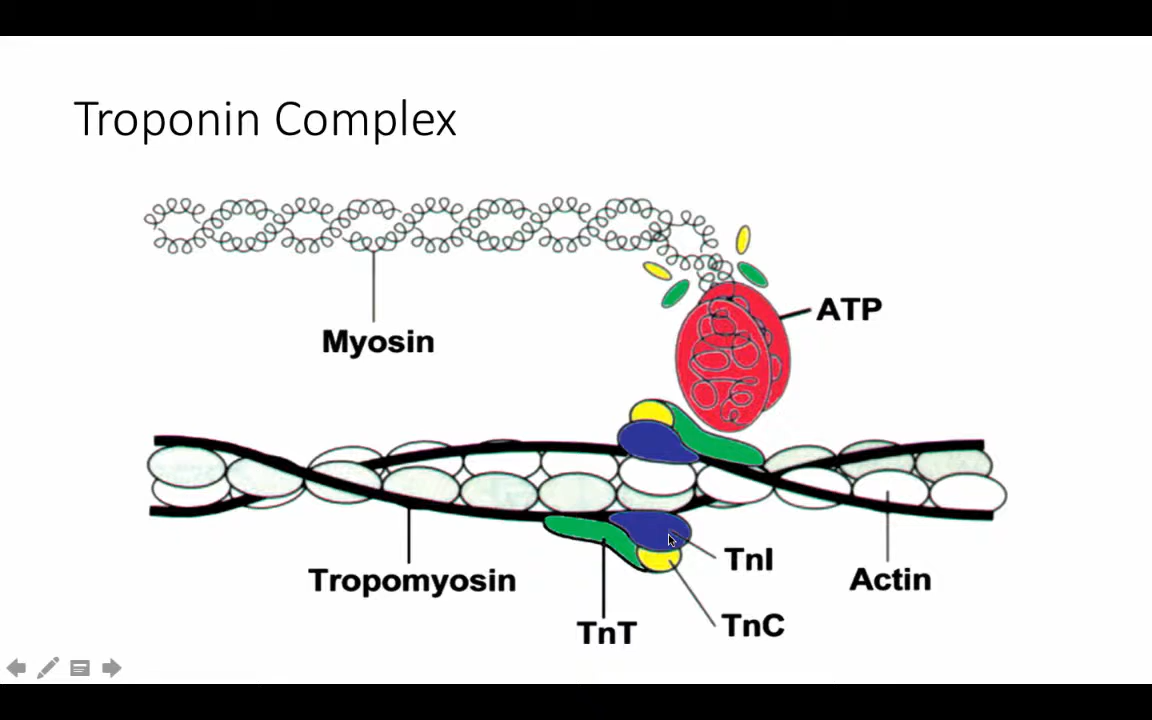 Troponin Complex
ATP
Myosin
TnI
Tropomyosin
Actin
TnC
TnT